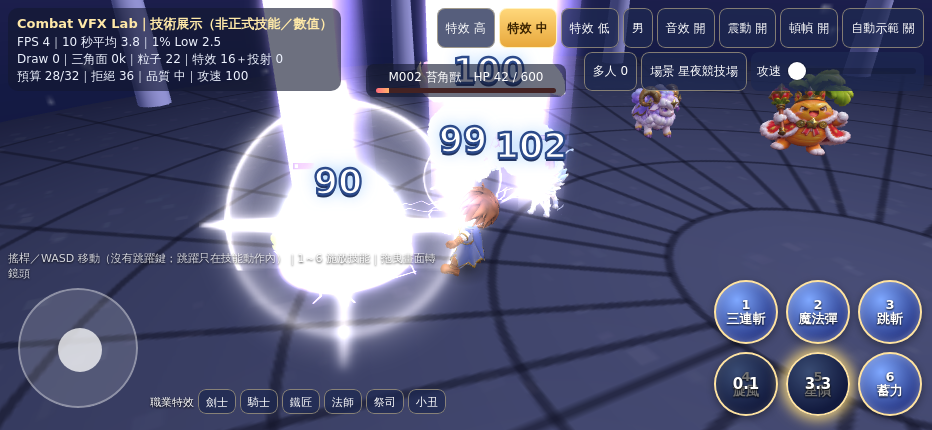 Combat VFX Lab｜技術展示（非正式技能／數值）
FPS 4｜10 秒平均 3.8｜1% Low 2.5
Draw 0｜三角面 0k｜粒子 22｜特效 16＋投射 0
預算 28/32｜拒絕 36｜品質 中｜攻速 100
特效 高
特效 中
特效 低
男
音效 開
震動 開
頓幀 開
自動示範 關
多人 0
場景 星夜競技場
攻速
M002 苔角獸 HP 42 / 600
100
99
102
90
搖桿／WASD 移動（沒有跳躍鍵；跳躍只在技能動作內）｜1～6 施放技能｜拖曳畫面轉
鏡頭
1
三連斬
2
魔法彈
3
跳斬
4
0.1
旋風
5
3.3
星隕
6
蓄力
職業特效
劍士
騎士
鐵匠
法師
祭司
小丑